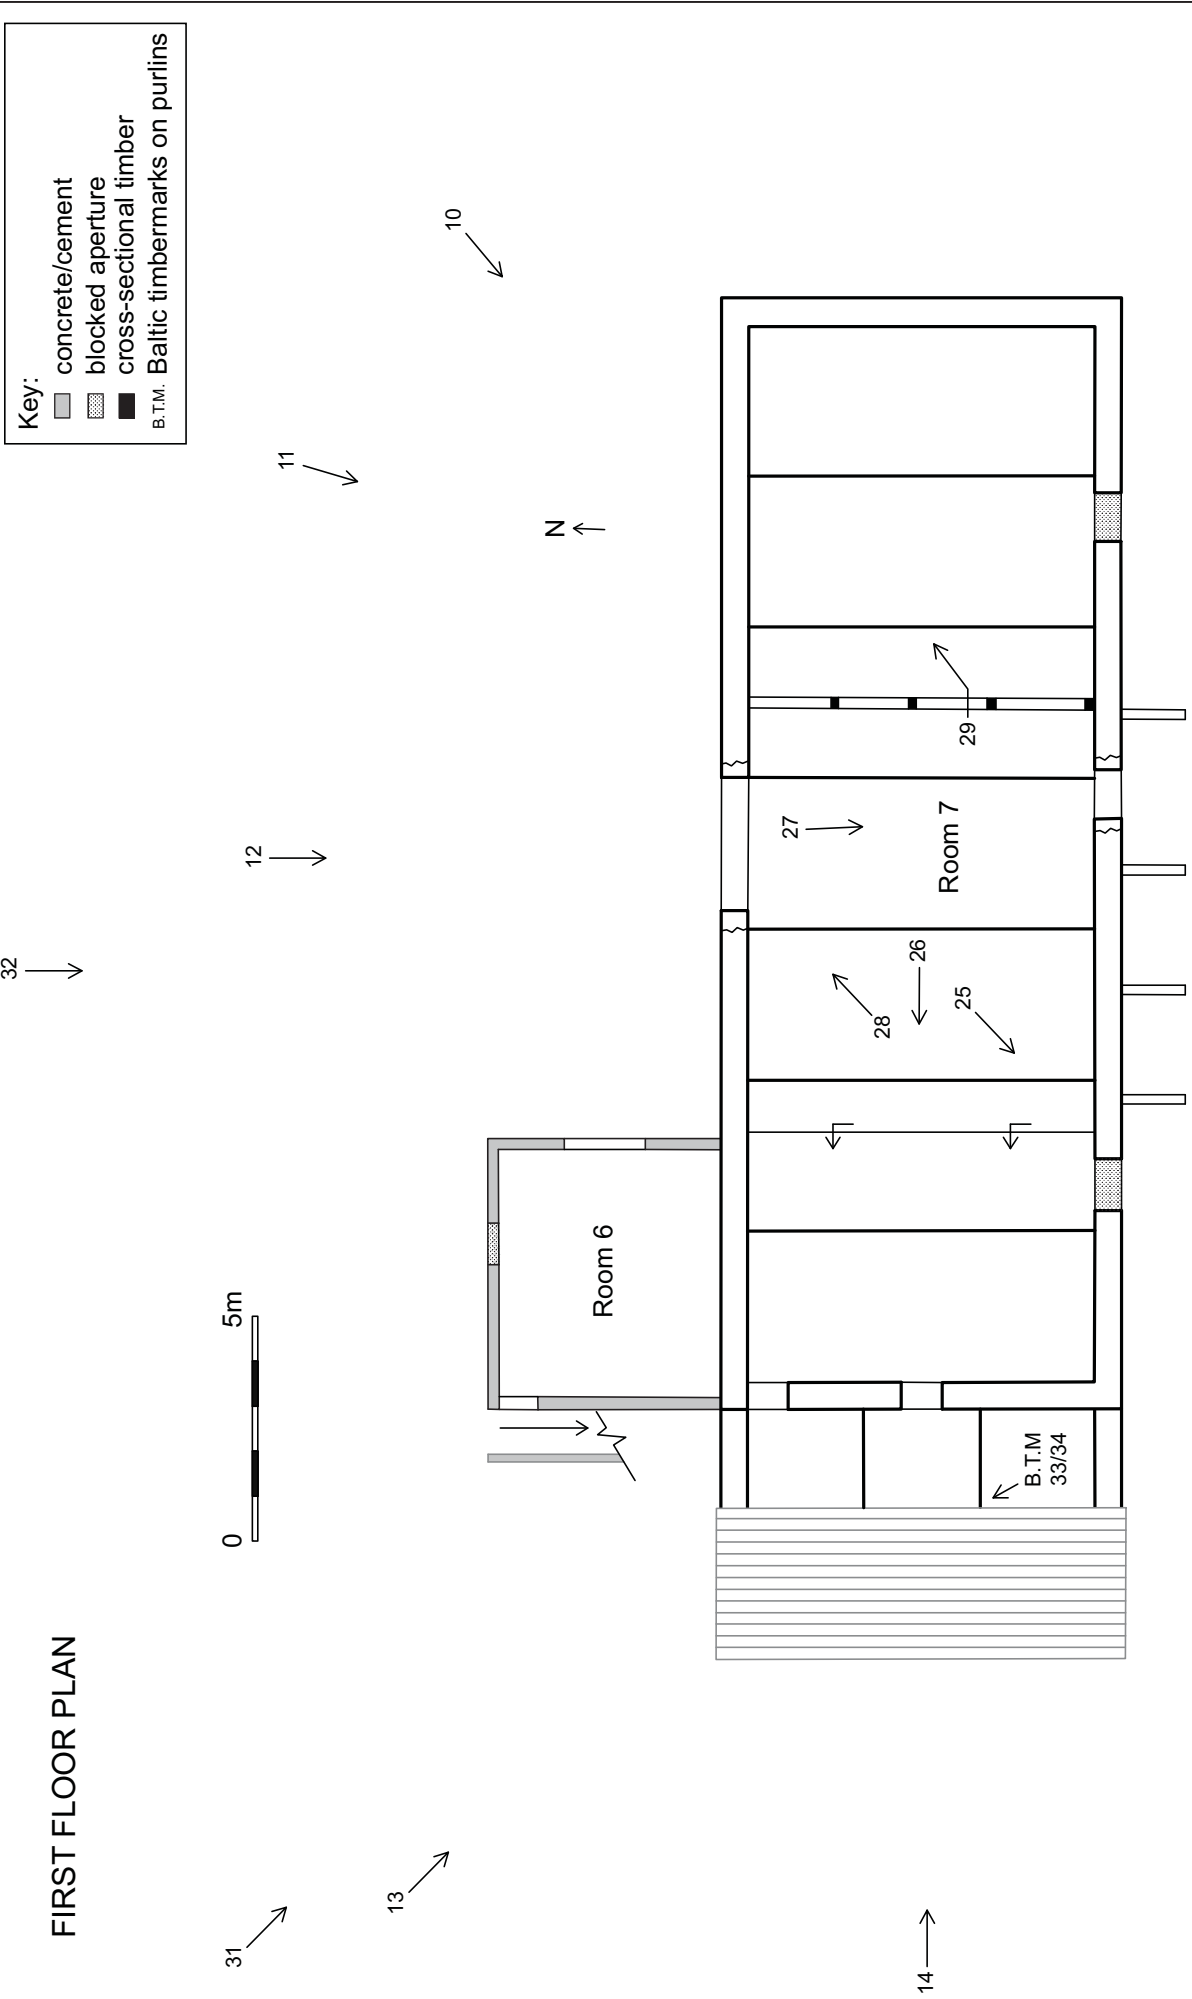 FIRST FLOOR PLAN
Key:
concrete/cement
blocked aperture
cross-sectional timber
B.T.M. Baltic timbermarks on purlins
0
5m
32
31
12
11
13
10
N
Room 6
27
28
26
25
29
Room 7
14
B.T.M
33/34